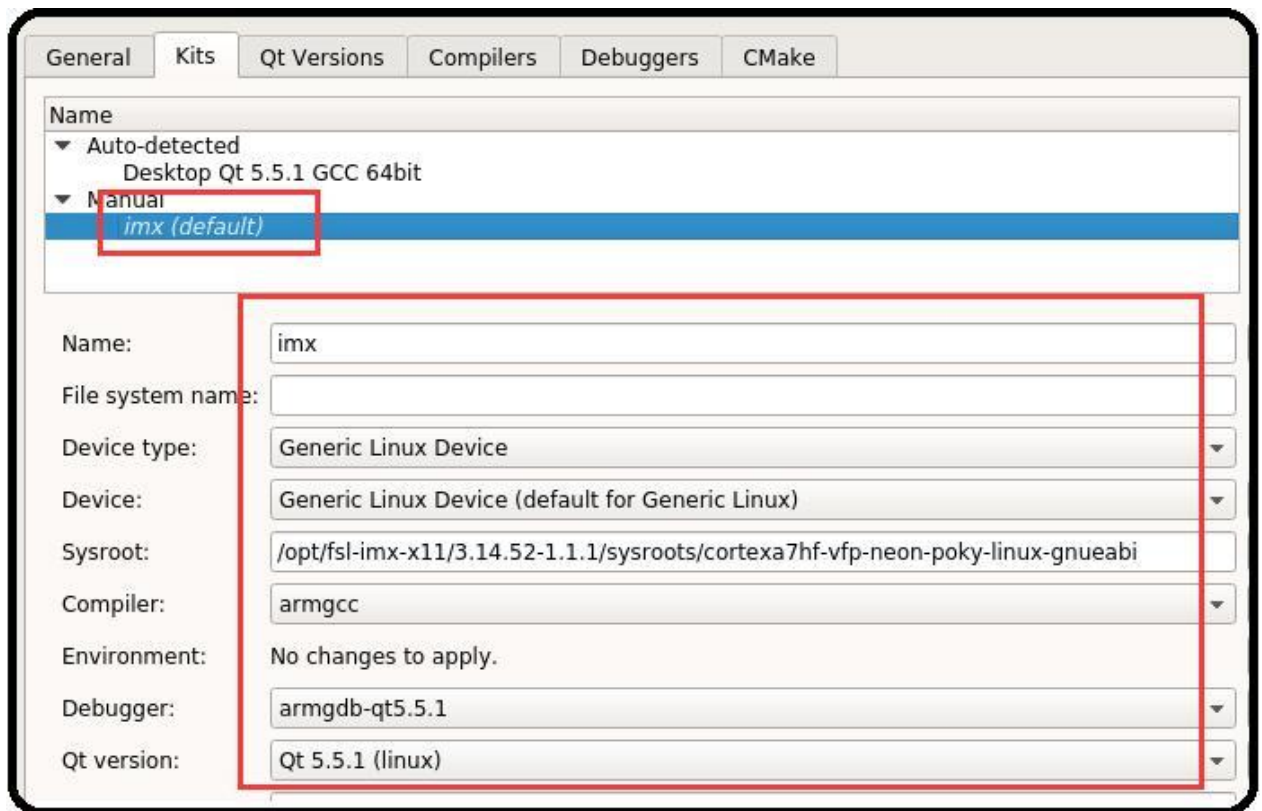 General Kits Qt Versions Compilers Debuggers CMake
Name
Auto-detected
Desktop Qt 5.5.1 GCC 64bit
Manual
imx (default)
Name: imx
File system name:
Device type: Generic Linux Device
Device: Generic Linux Device (default for Generic Linux)
Sysroot: /opt/fsl-imx-x11/3.14.52-1.1.1/sysroots/cortexa7hf-vfp-neon-poky-linux-gnueabi
Compiler: armgcc
Environment: No changes to apply.
Debugger: armgdb-qt5.5.1
Qt version: Qt 5.5.1 (linux)